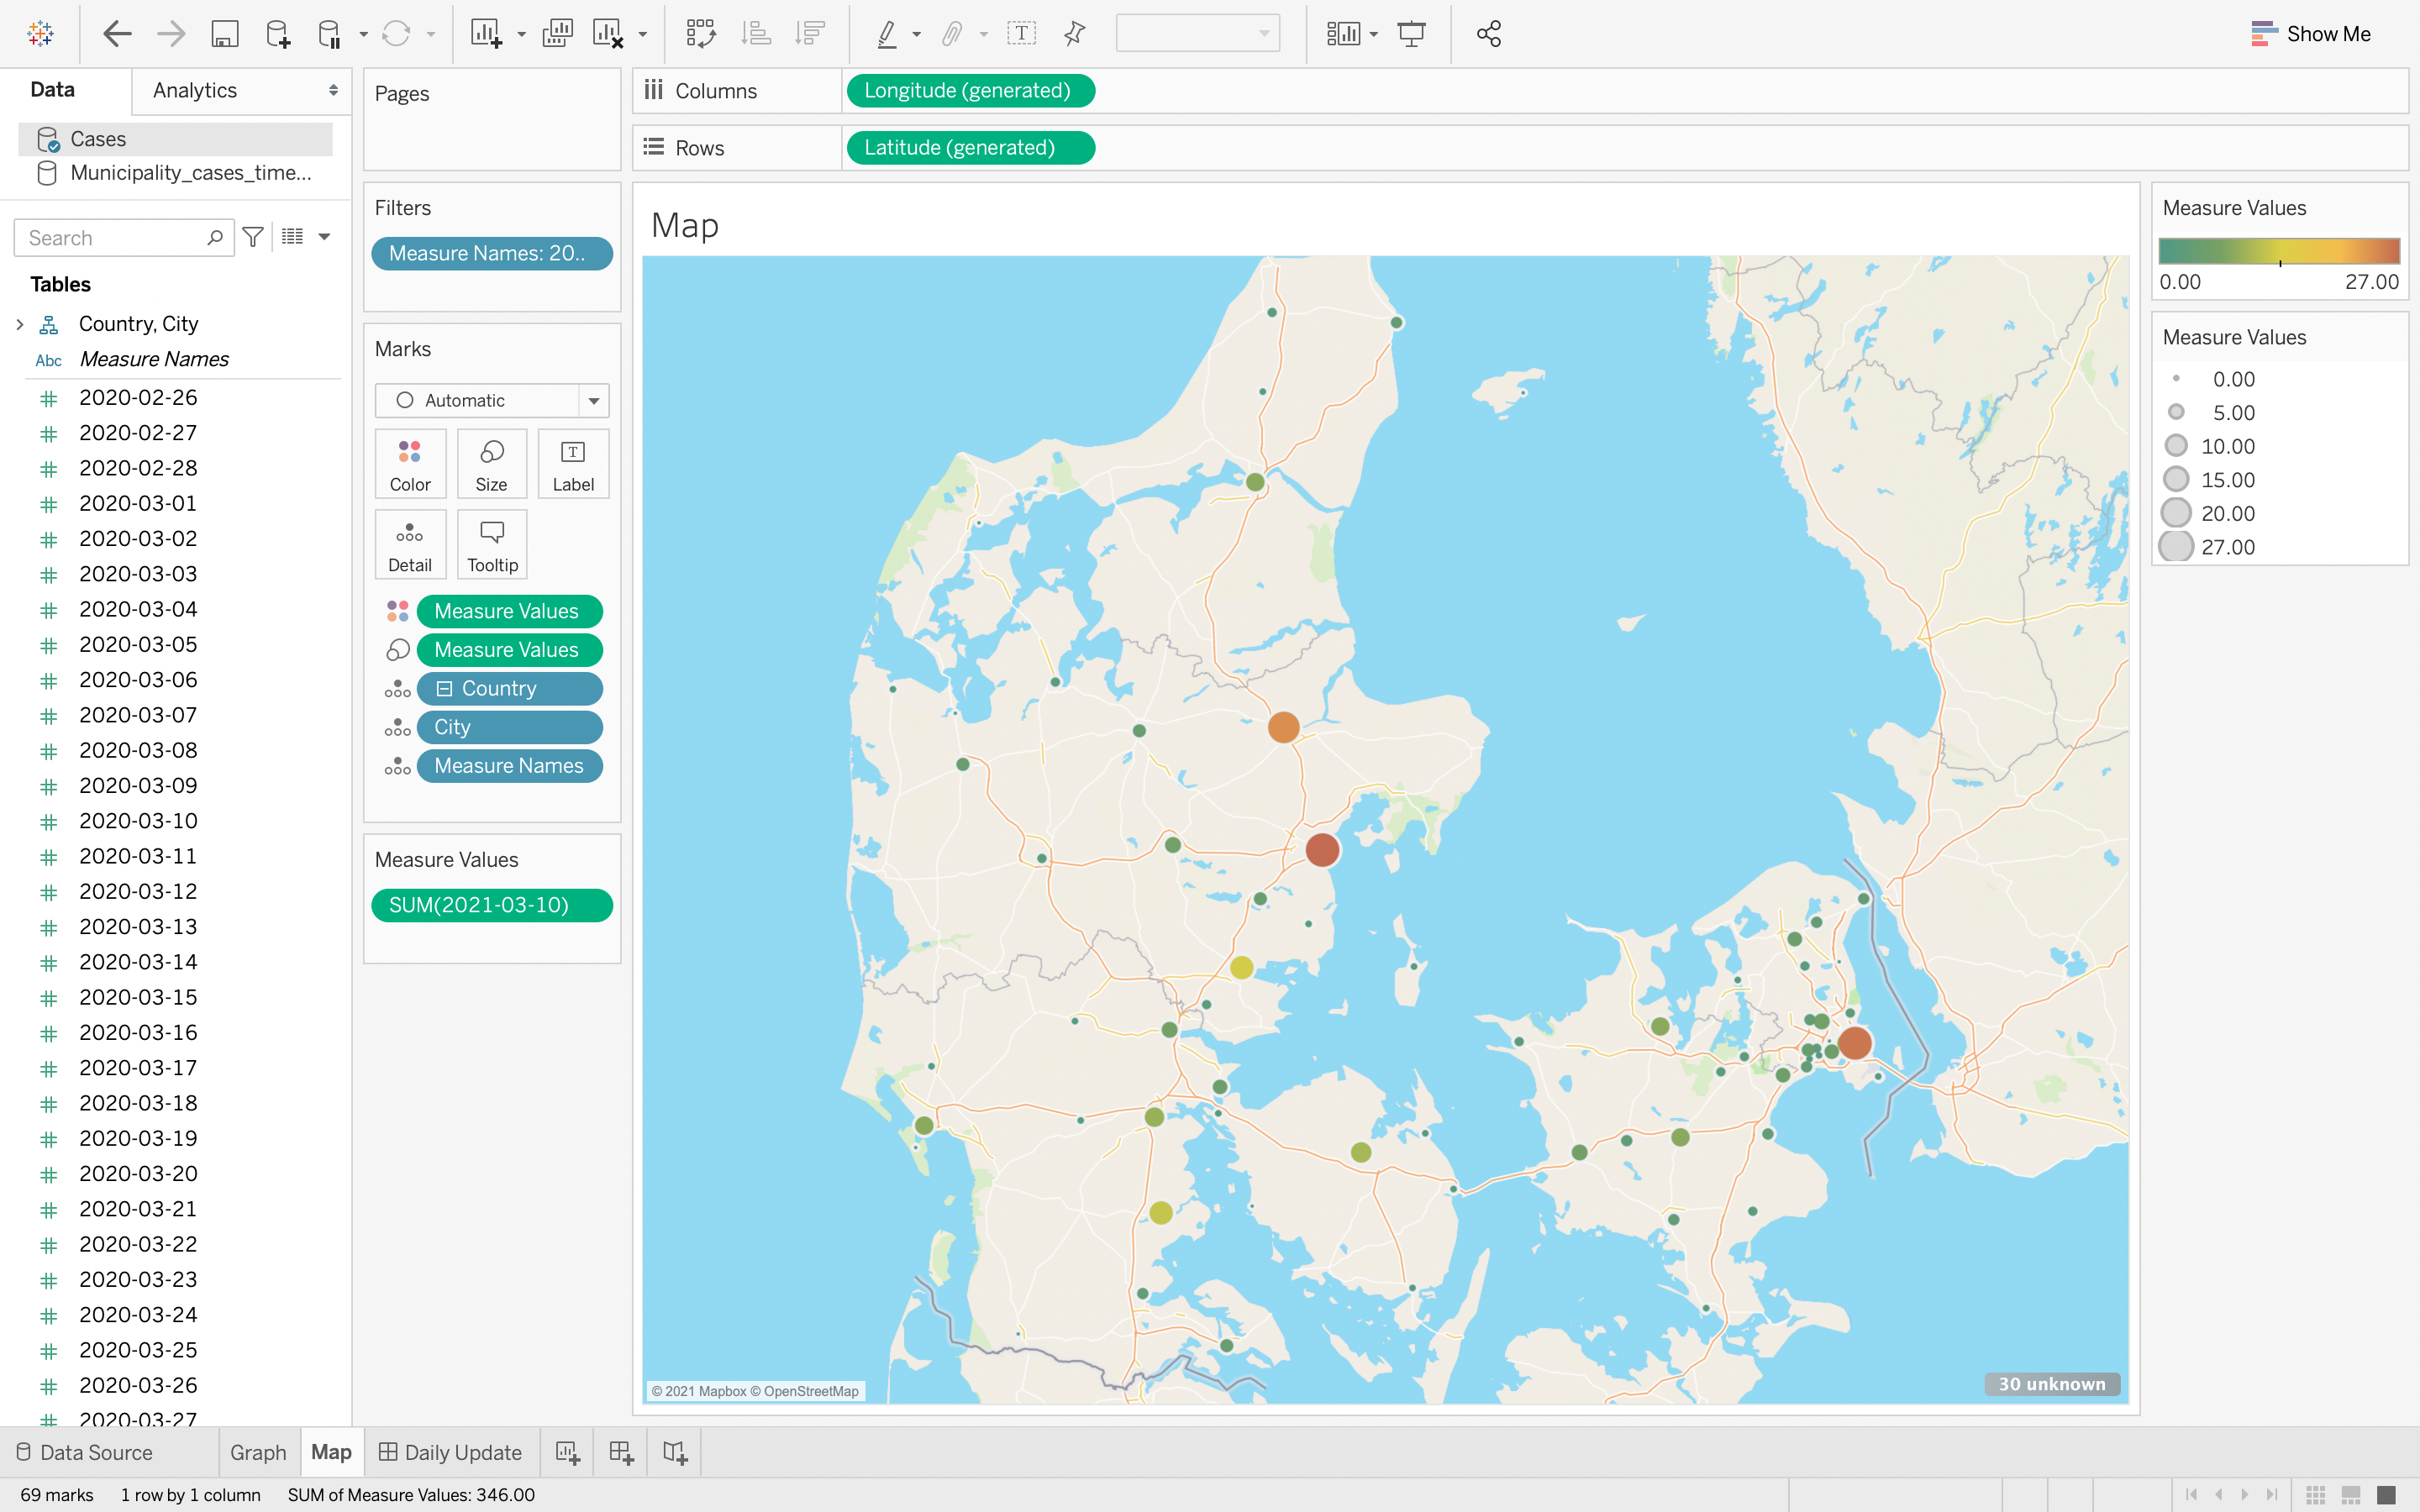 Show Me
Data
Analytics
Cases
Municipality_cases_time...
Search
Tables
Country, City
Abc
Measure Names
2020-02-26
2020-02-27
2020-02-28
2020-03-01
2020-03-02
2020-03-03
2020-03-04
2020-03-05
2020-03-06
2020-03-07
2020-03-08
2020-03-09
2020-03-10
2020-03-11
2020-03-12
2020-03-13
2020-03-14
2020-03-15
2020-03-16
2020-03-17
2020-03-18
2020-03-19
2020-03-20
2020-03-21
2020-03-22
2020-03-23
2020-03-24
2020-03-25
2020-03-26
2020-03-27
Pages
Filters
Measure Names: 20..
Marks
Automatic
Color
Size
T
Label
Detail
Tooltip
Measure Values
Measure Values
Country
City
Measure Names
Measure Values
SUM(2021-03-10)
Columns
Longitude (generated)
Rows
Latitude (generated)
Map
© 2021 Mapbox © OpenStreetMap
30 unknown
Measure Values
0.00
27.00
Measure Values
0.00
5.00
10.00
15.00
20.00
27.00
Data Source
Graph
Map
Daily Update
69 marks
1 row by 1 column
SUM of Measure Values: 346.00